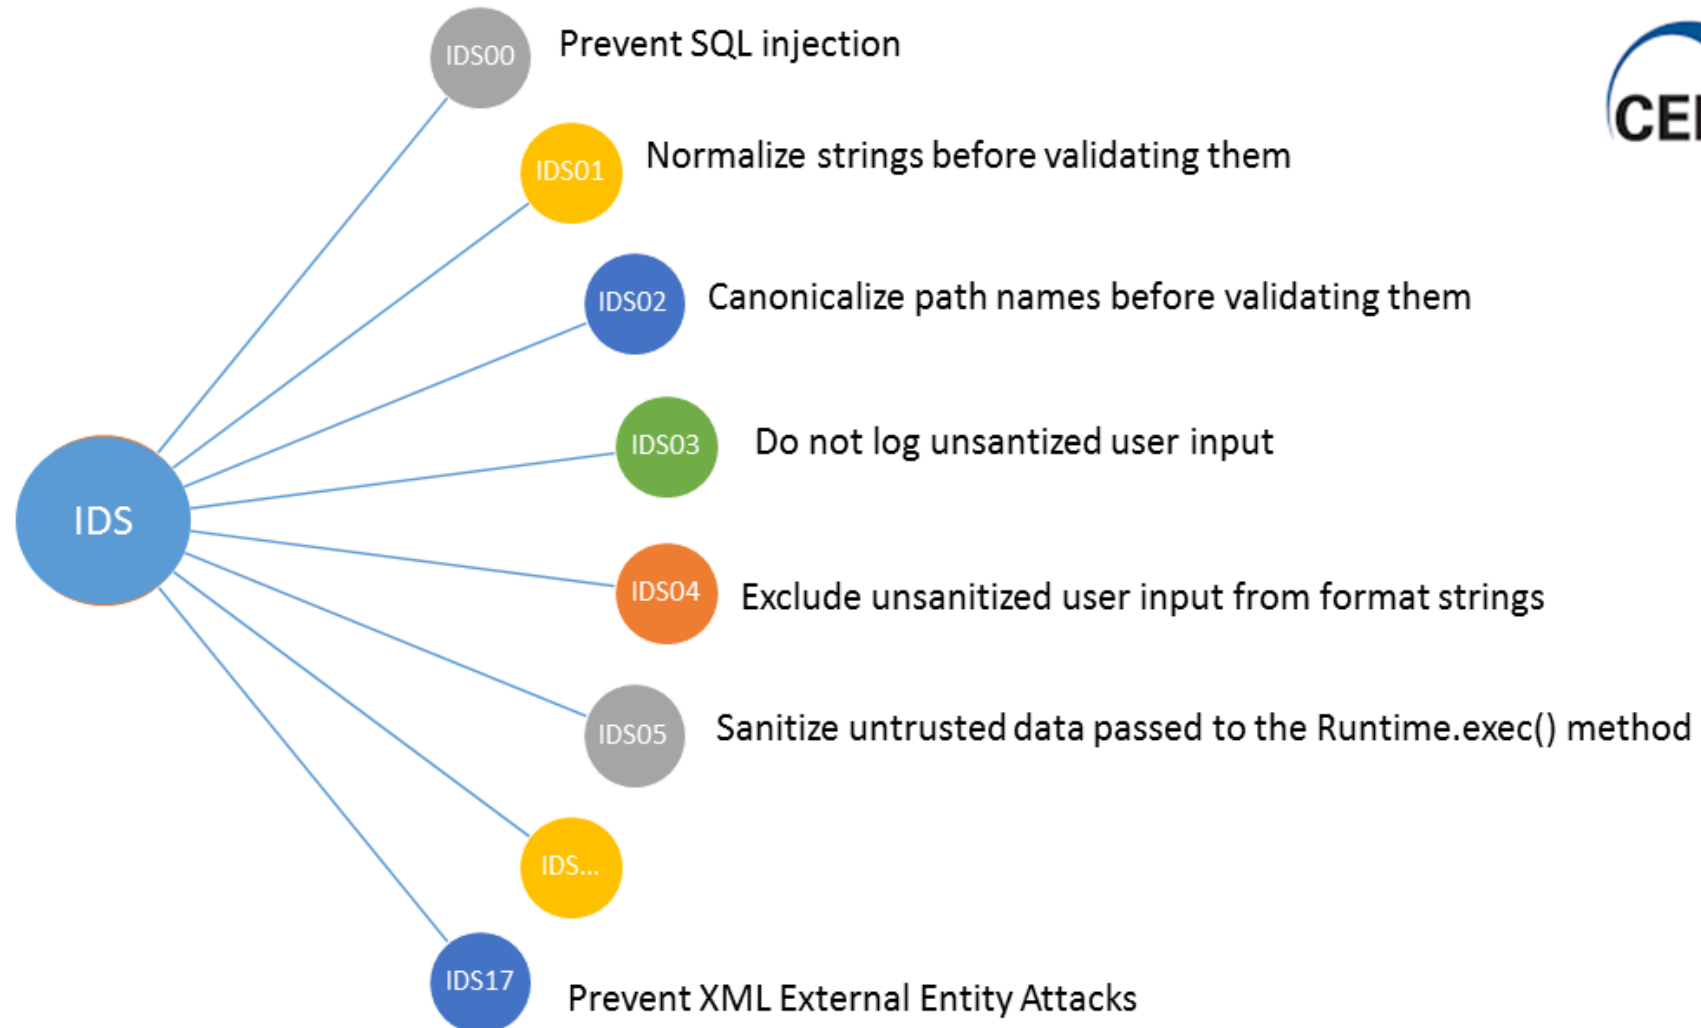 IDS00 Prevent SQL injection
CE
IDS01 Normalize strings before validating them
IDS02 Canonicalize path names before validating them
IDS03 Do not log unsantized user input
IDS
IDS04 Exclude unsanitized user input from format strings
IDS05 Sanitize untrusted data passed to the Runtime.exec() method
IDS...
IDS17 Prevent XML External Entity Attacks